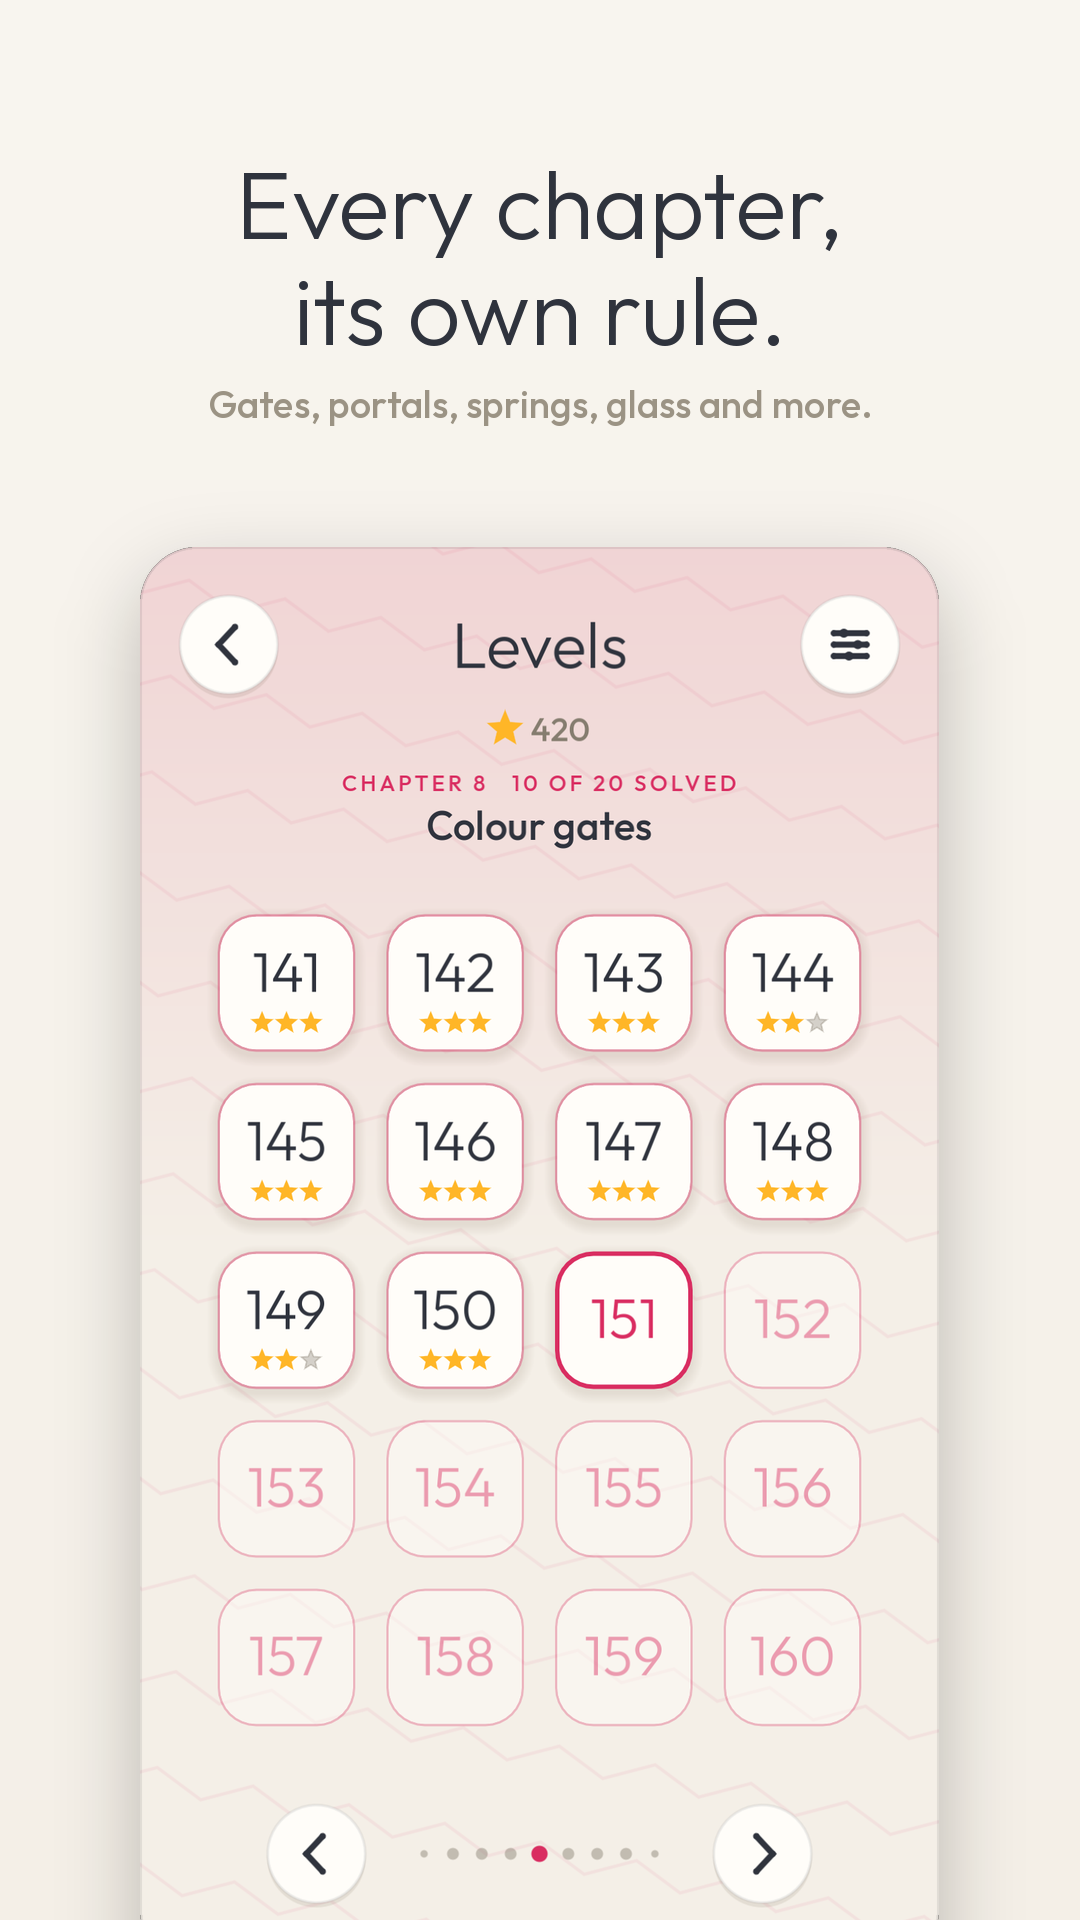 Every chapter,
its own rule.
Gates, portals, springs, glass and more.
Levels
420
CHAPTER 8 10 OF 20 SOLVED
Colour gates
141 142 143 144
145 146 147 148
149 150 151 152
153 154 155 156
157 158 159 160